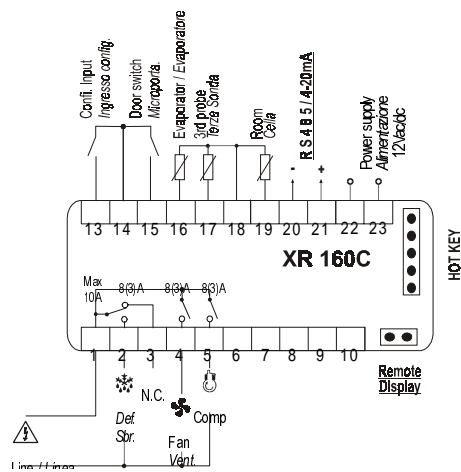 Confi. Input
Ingresso config.
Door switch
Microporta.
Evaporator / Evaporatore
3rd probe
Terza Sonda
Room
Cella
RS485 / 4-20mA
- +
Power supply
Alimentazione
12Vac/dc
13 14 15 16 17 18 19 20 21 22 23
XR 160C
HOT KEY
Max
10A
8(3)A 8(3)A 8(3)A
1 2 3 4 5 6 7 8 9 10
Remote
Display
N.C.
Def.
Sbr.
Comp
Fan
Vent.
Line / Linea